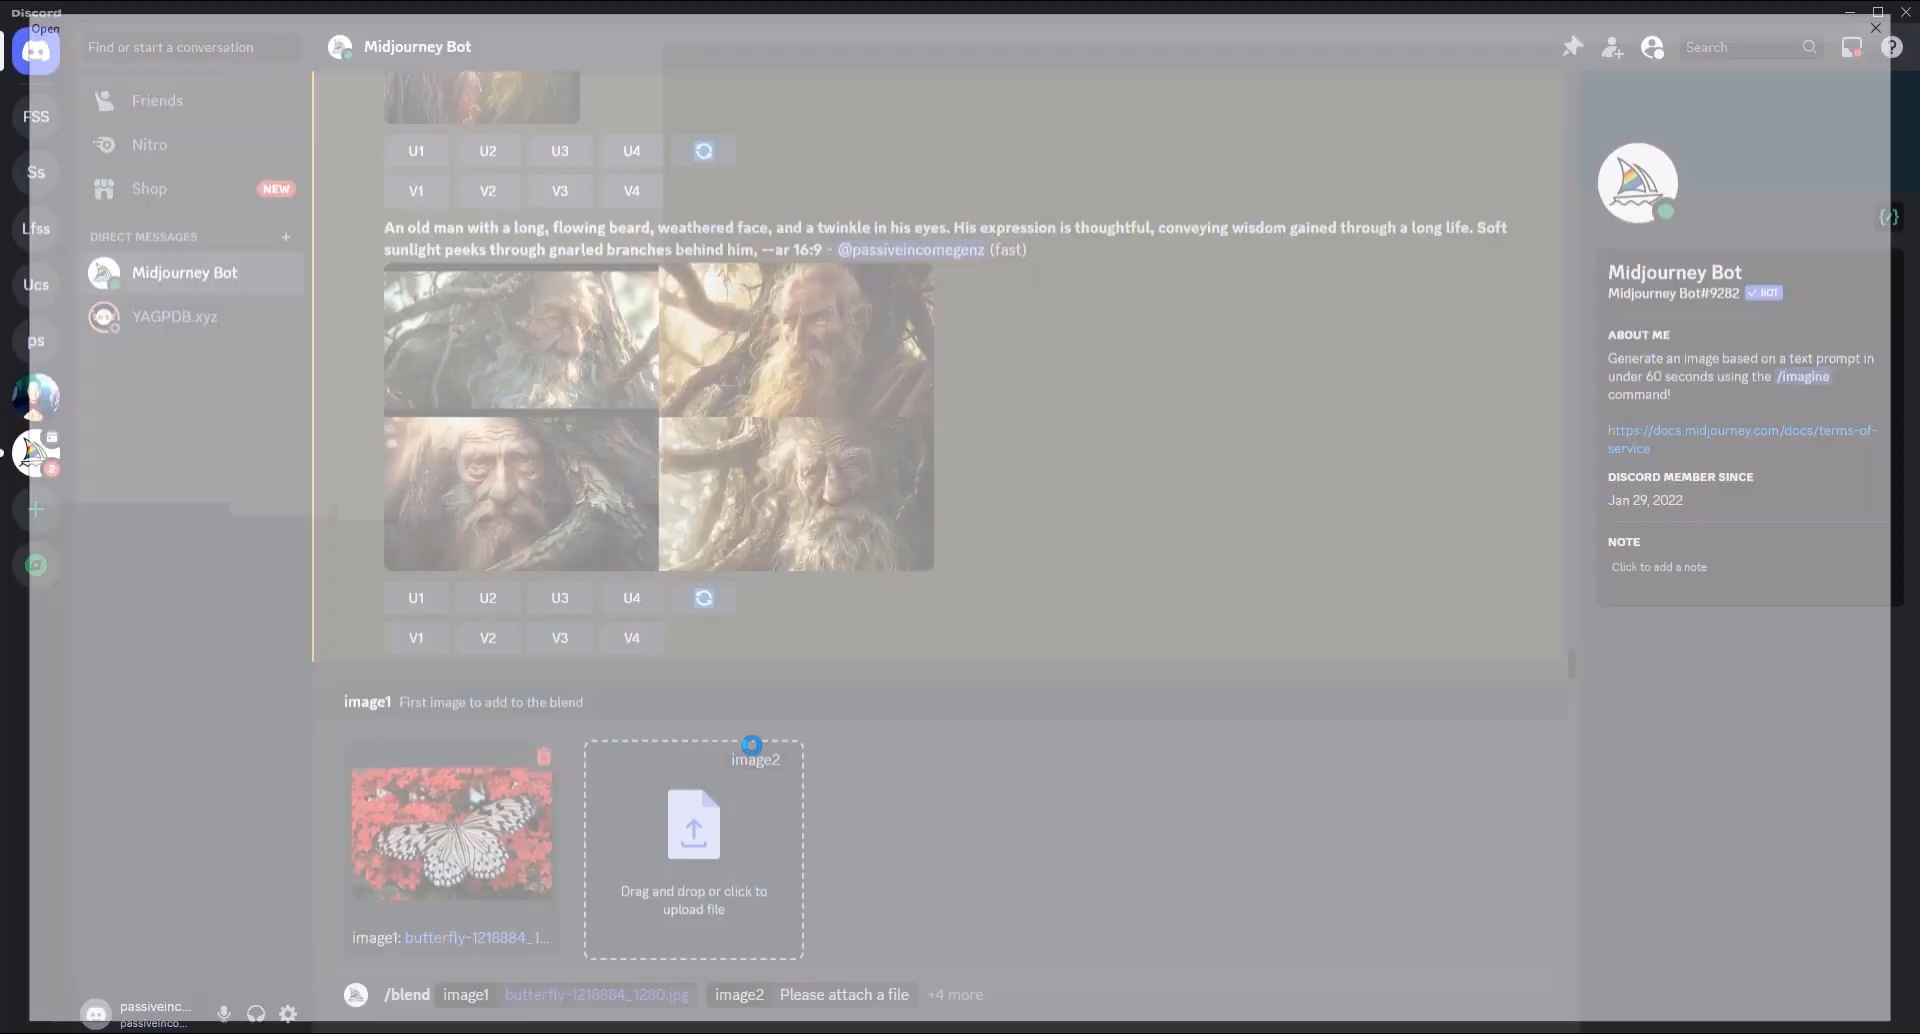 Discord
Open
Find or start a conversation
Midjourney Bot
Search
FSS
Friends
Nitro
Ss
Shop
NEW
Lfss
DIRECT MESSAGES
Midjourney Bot
Ucs
YAGPDB.xyz
ps
2
U1 U2 U3 U4
V1 V2 V3 V4
An old man with a long, flowing beard, weathered face, and a twinkle in his eyes. His expression is thoughtful, conveying wisdom gained through a long life. Soft
sunlight peeks through gnarled branches behind him, --ar 16:9 - @passiveincomegenz (fast)
U1 U2 U3 U4
V1 V2 V3 V4
image1 First image to add to the blend
image2
Drag and drop or click to
upload file
image1: butterfly-1218884_1...
/blend image1 butterfly-1218884_1280.jpg image2 Please attach a file +4 more
passiveinc...
passiveinco...
Midjourney Bot
Midjourney Bot#9282 BOT
ABOUT ME
Generate an image based on a text prompt in
under 60 seconds using the /imagine
command!
https://docs.midjourney.com/docs/terms-of-
service
DISCORD MEMBER SINCE
Jan 29, 2022
NOTE
Click to add a note